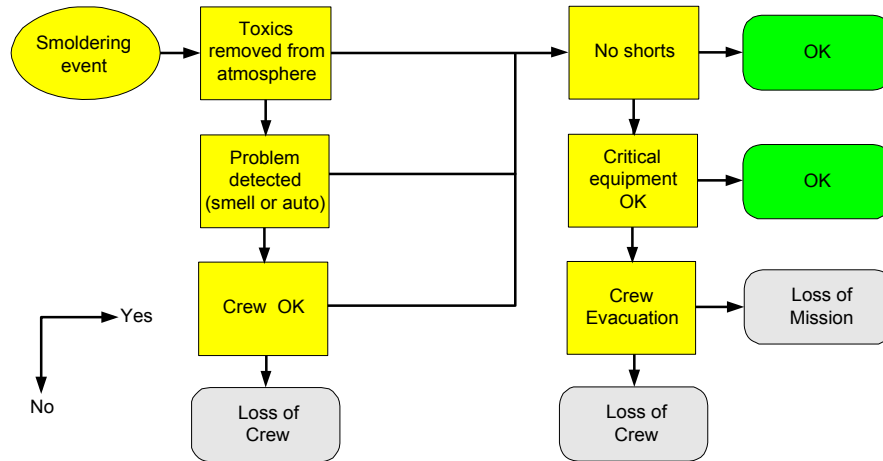 Smoldering
event
Toxics
removed from
atmosphere
No shorts
OK
Problem
detected
(smell or auto)
Critical
equipment
OK
OK
Crew OK
Crew
Evacuation
Loss of
Mission
Yes
No
Loss of
Crew
Loss of
Crew